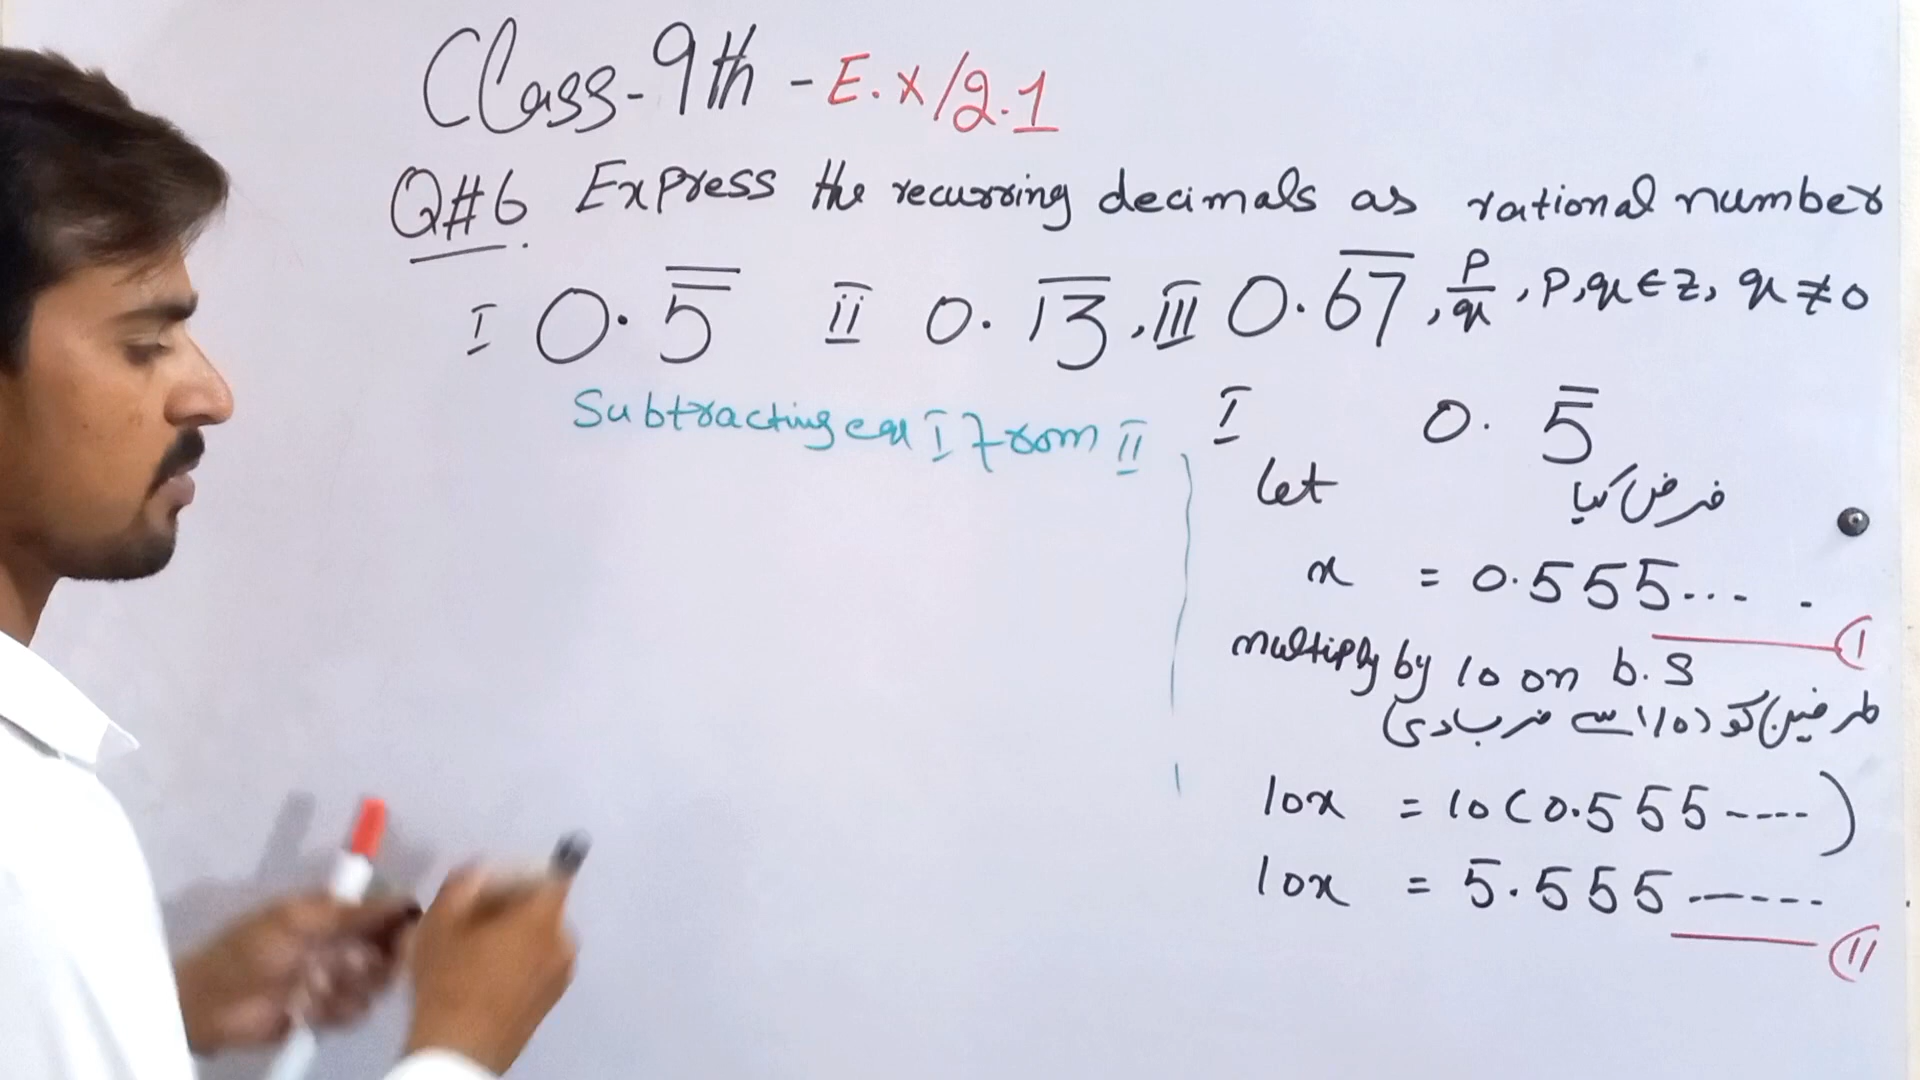 Class-9th - E.x/2.1
Q#6 Express the recurring decimals as rational number
I 0.5̅ II 0.1̅3̅, III 0.6̅7̅, p/q, p,q ∈ Z, q ≠ 0
Subtracting eq I from II
I 0.5̅
let فرض کیا
x = 0.555... .
I
multiply by 10 on b.S
طرفین کو (10) سے ضرب دی
10x = 10(0.555----)
10x = 5.555------
II